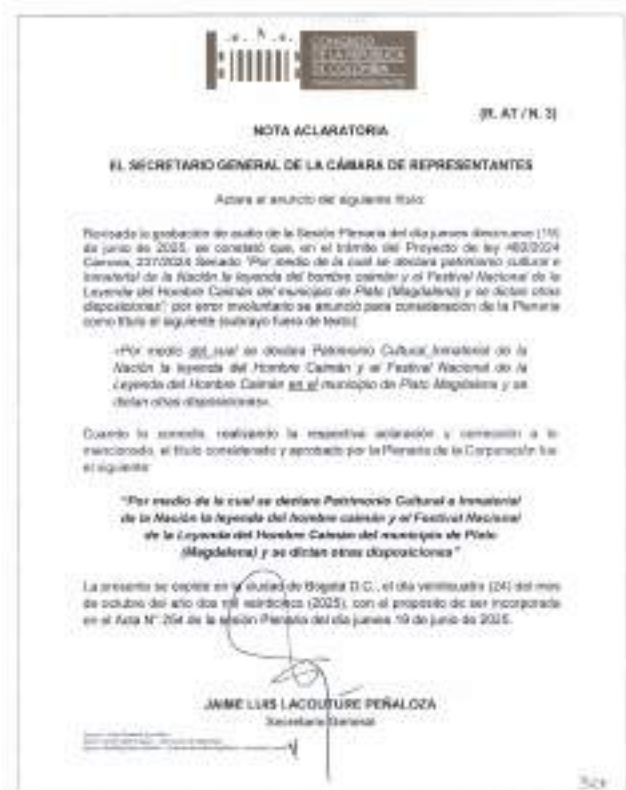 CONGRESO
DE LA REPÚBLICA
DE COLOMBIA
(R. AT / N. 3)
NOTA ACLARATORIA
EL SECRETARIO GENERAL DE LA CÁMARA DE REPRESENTANTES
Aclara el anuncio del siguiente título:
Revisada la grabación de audio de la Sesión Plenaria del día jueves diecinueve (19)
de junio de 2025, se constató que, en el trámite del Proyecto de ley 482/2024
Cámara, 237/2024 Senado "Por medio de la cual se declara patrimonio cultural e
inmaterial de la Nación la leyenda del hombre caimán y el Festival Nacional de la
Leyenda del Hombre Caimán del municipio de Plato (Magdalena) y se dictan otras
disposiciones", por error involuntario se anunció para consideración de la Plenaria
como título el siguiente (subrayo fuera de texto):
«Por medio del cual se declara Patrimonio Cultural Inmaterial de la
Nación la leyenda del Hombre Caimán y el Festival Nacional de la
Leyenda del Hombre Caimán en el municipio de Plato Magdalena y se
dictan otras disposiciones».
Cuando lo correcto, realizando la respectiva aclaración y corrección a lo
mencionado, el título considerado y aprobado por la Plenaria de la Corporación fue
el siguiente:
"Por medio de la cual se declara Patrimonio Cultural e Inmaterial
de la Nación la leyenda del hombre caimán y el Festival Nacional
de la Leyenda del Hombre Caimán del municipio de Plato
(Magdalena) y se dictan otras disposiciones"
La presente se expide en la ciudad de Bogotá D.C., el día veinticuatro (24) del mes
de octubre del año dos mil veinticinco (2025), con el propósito de ser incorporada
en el Acta N° 254 de la sesión Plenaria del día jueves 19 de junio de 2025.
JAIME LUIS LACOUTURE PEÑALOZA
Secretario General